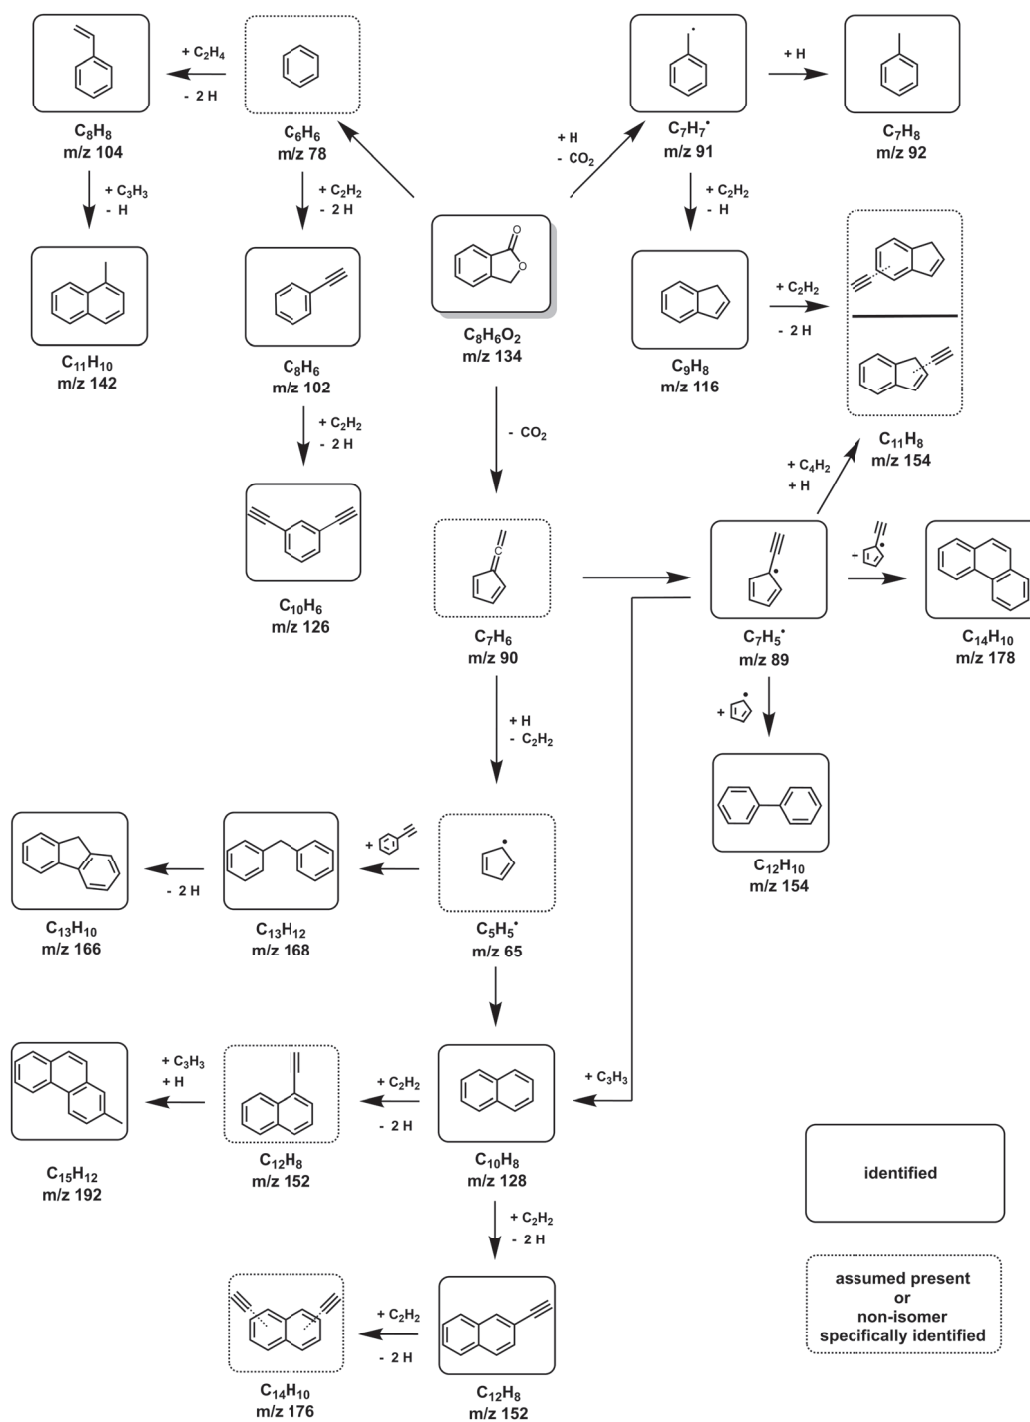 + C₂H₄
- 2 H
C₈H₈
m/z 104
C₆H₆
m/z 78
+ H
- CO₂
C₇H₇•
m/z 91
+ H
C₇H₈
m/z 92
+ C₃H₃
- H
+ C₂H₂
- 2 H
O
O
C₈H₆O₂
m/z 134
+ C₂H₂
- H
C₁₁H₁₀
m/z 142
C₈H₆
m/z 102
C₉H₈
m/z 116
+ C₂H₂
- 2 H
C₁₁H₈
m/z 154
+ C₂H₂
- 2 H
- CO₂
+ C₄H₂
+ H
C₁₀H₆
m/z 126
C
C₇H₆
m/z 90
C₇H₅•
m/z 89
-
C₁₄H₁₀
m/z 178
+ H
- C₂H₂
+
C₁₂H₁₀
m/z 154
C₁₃H₁₀
m/z 166
- 2 H
C₁₃H₁₂
m/z 168
+
C₅H₅•
m/z 65
C₁₅H₁₂
m/z 192
+ C₃H₃
+ H
C₁₂H₈
m/z 152
+ C₂H₂
- 2 H
C₁₀H₈
m/z 128
+ C₃H₃
+ C₂H₂
- 2 H
C₁₄H₁₀
m/z 176
+ C₂H₂
- 2 H
C₁₂H₈
m/z 152
identified
assumed present
or
non-isomer
specifically identified